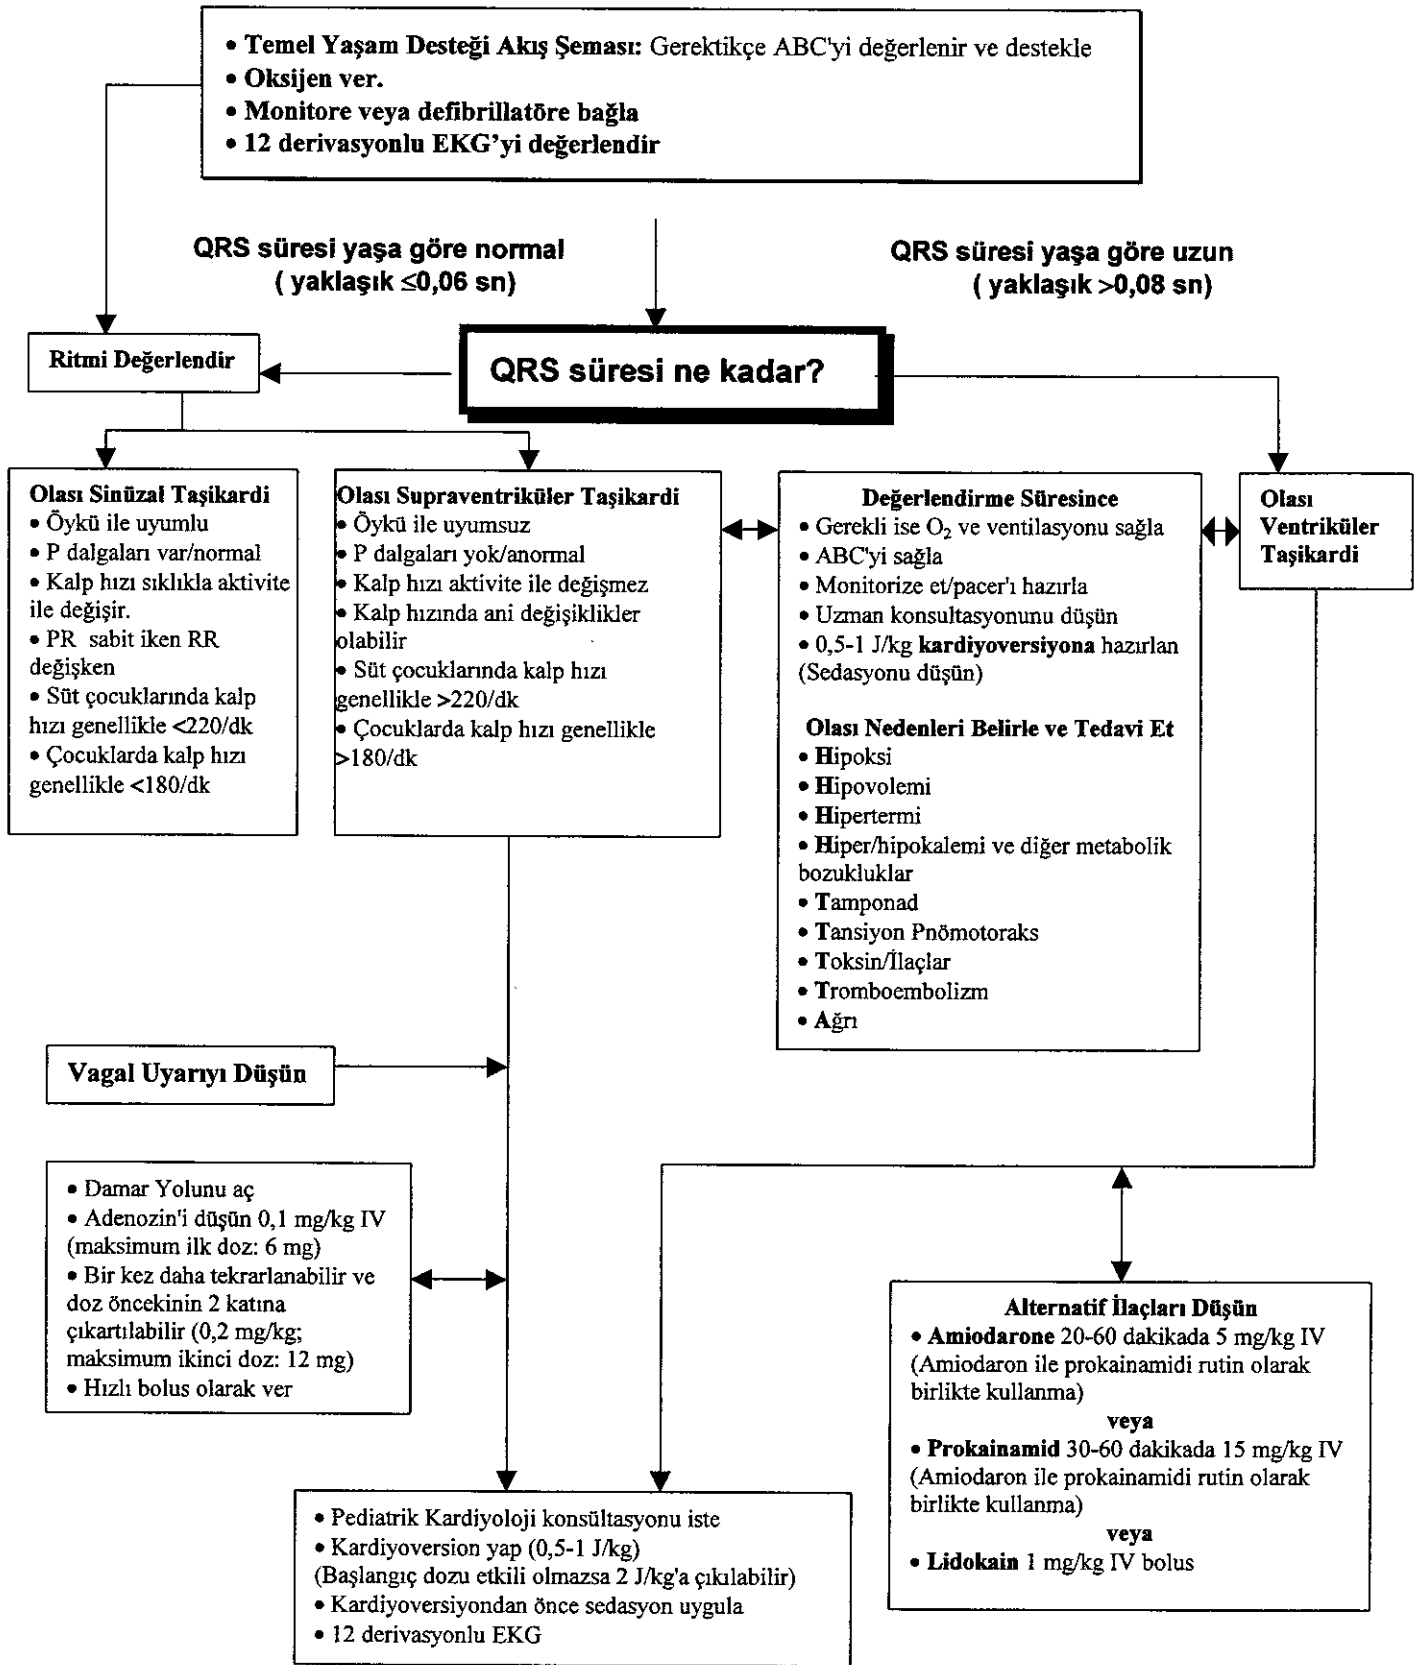 • Temel Yaşam Desteği Akış Şeması: Gerektikçe ABC'yi değerlenir ve destekle
• Oksijen ver.
• Monitore veya defibrillatöre bağla
• 12 derivasyonlu EKG'yi değerlendir
QRS süresi yaşa göre normal
( yaklaşık ≤0,06 sn)
QRS süresi yaşa göre uzun
( yaklaşık >0,08 sn)
Ritmi Değerlendir
QRS süresi ne kadar?
Olası Sinüzal Taşikardi
• Öykü ile uyumlu
• P dalgaları var/normal
• Kalp hızı sıklıkla aktivite
ile değişir.
• PR sabit iken RR
değişken
• Süt çocuklarında kalp
hızı genellikle <220/dk
• Çocuklarda kalp hızı
genellikle <180/dk
Olası Supraventriküler Taşikardi
• Öykü ile uyumsuz
• P dalgaları yok/anormal
• Kalp hızı aktivite ile değişmez
• Kalp hızında ani değişiklikler
olabilir
• Süt çocuklarında kalp hızı
genellikle >220/dk
• Çocuklarda kalp hızı genellikle
>180/dk
Değerlendirme Süresince
• Gerekli ise O₂ ve ventilasyonu sağla
• ABC'yi sağla
• Monitorize et/pacer'ı hazırla
• Uzman konsultasyonunu düşün
• 0,5-1 J/kg kardiyoversiyona hazırlan
(Sedasyonu düşün)
Olası Nedenleri Belirle ve Tedavi Et
• Hipoksi
• Hipovolemi
• Hipertermi
• Hiper/hipokalemi ve diğer metabolik
bozukluklar
• Tamponad
• Tansiyon Pnömotoraks
• Toksin/İlaçlar
• Tromboembolizm
• Ağrı
Olası
Ventriküler
Taşikardi
Vagal Uyarıyı Düşün
• Damar Yolunu aç
• Adenozin'i düşün 0,1 mg/kg IV
(maksimum ilk doz: 6 mg)
• Bir kez daha tekrarlanabilir ve
doz öncekinin 2 katına
çıkartılabilir (0,2 mg/kg;
maksimum ikinci doz: 12 mg)
• Hızlı bolus olarak ver
Alternatif İlaçları Düşün
• Amiodarone 20-60 dakikada 5 mg/kg IV
(Amiodaron ile prokainamidi rutin olarak
birlikte kullanma)
veya
• Prokainamid 30-60 dakikada 15 mg/kg IV
(Amiodaron ile prokainamidi rutin olarak
birlikte kullanma)
veya
• Lidokain 1 mg/kg IV bolus
• Pediatrik Kardiyoloji konsültasyonu iste
• Kardiyoversion yap (0,5-1 J/kg)
(Başlangıç dozu etkili olmazsa 2 J/kg'a çıkılabilir)
• Kardiyoversiyondan önce sedasyon uygula
• 12 derivasyonlu EKG